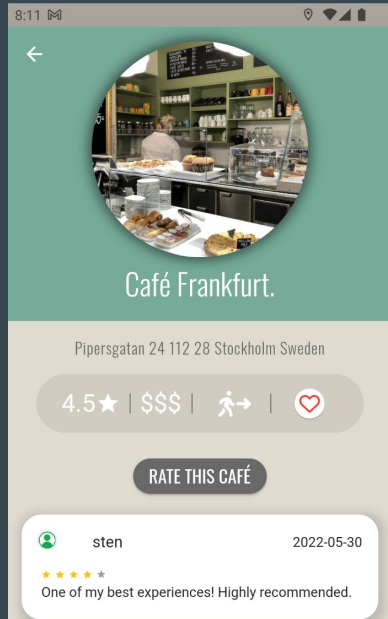 8:11
Café Frankfurt.
Pipersgatan 24 112 28 Stockholm Sweden
4.5★ | $$$ | |
RATE THIS CAFÉ
sten 2022-05-30
One of my best experiences! Highly recommended.